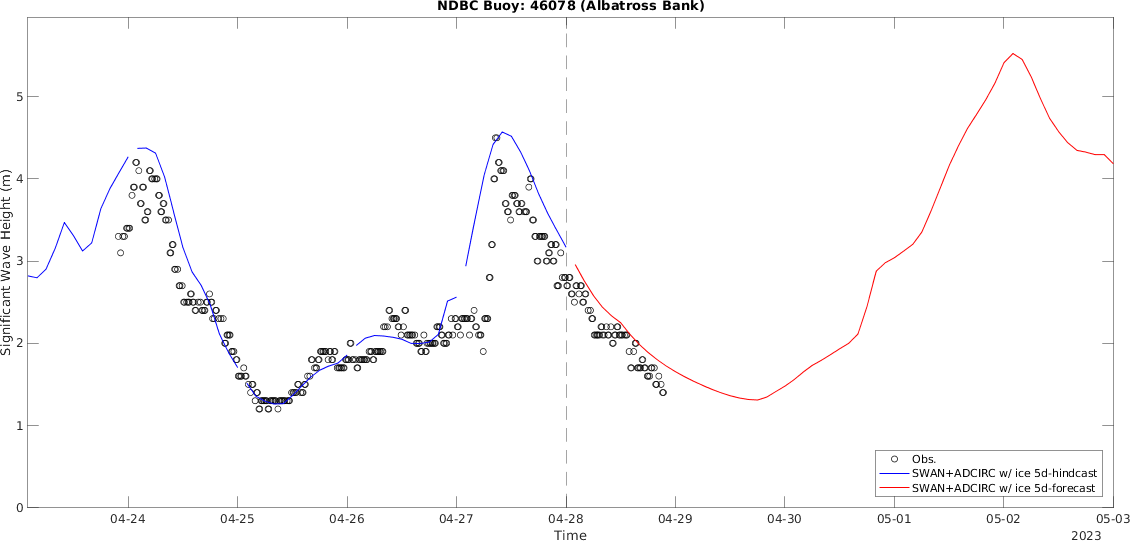 NDBC Buoy: 46078 (Albatross Bank)
Significant Wave Height (m)
5
4
3
2
1
0
Obs.
SWAN+ADCIRC w/ ice 5d-hindcast
SWAN+ADCIRC w/ ice 5d-forecast
04-24 04-25 04-26 04-27 04-28 04-29 04-30 05-01 05-02 05-03
Time
2023